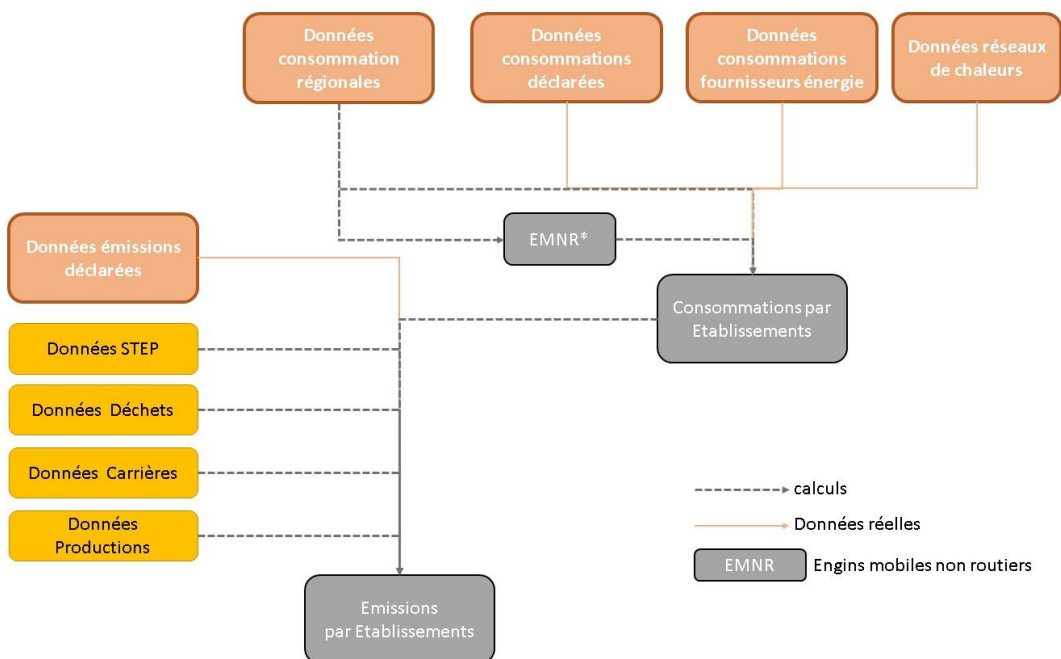 Données
consommation
régionales
Données
consommations
déclarées
Données
consommations
fournisseurs énergie
Données réseaux
de chaleurs
EMNR*
Données émissions
déclarées
Consommations par
Etablissements
Données STEP
Données Déchets
Données Carrières
Données
Productions
calculs
Données réelles
EMNR
Engins mobiles non routiers
Emissions
par Etablissements